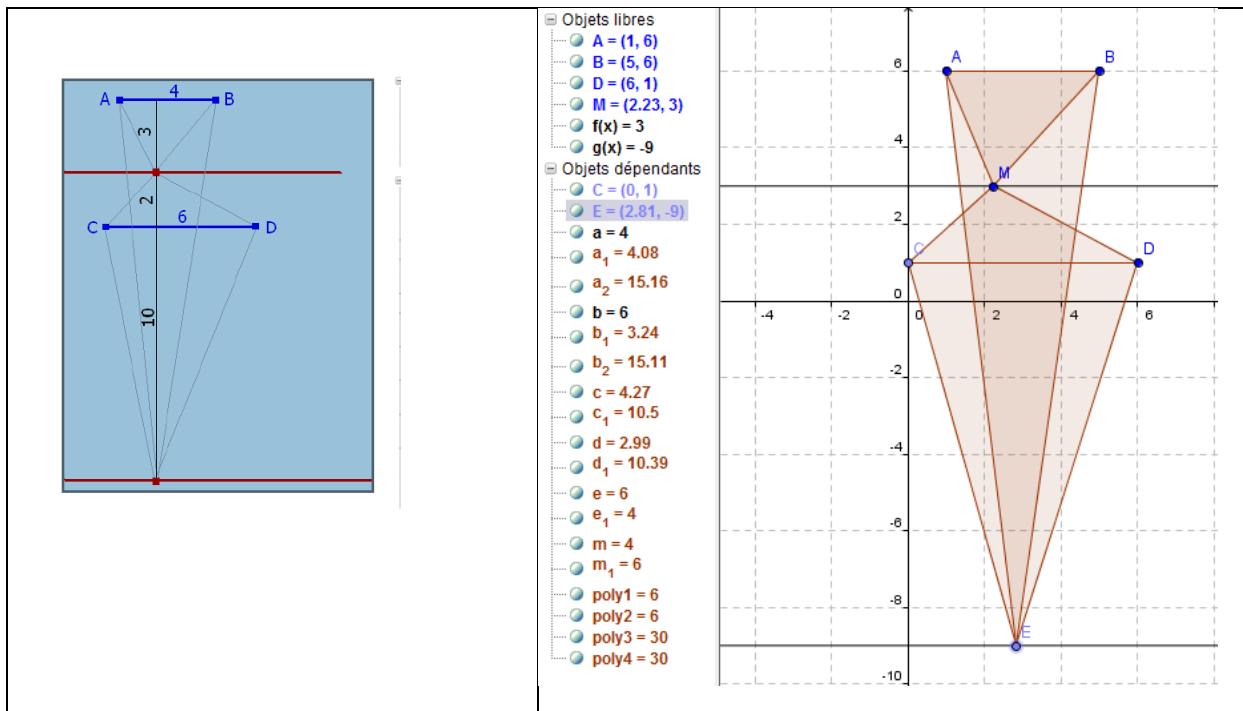 4
A B
3
2
C 6 D
10
Objets libres
A = (1, 6)
B = (5, 6)
D = (6, 1)
M = (2.23, 3)
f(x) = 3
g(x) = -9
Objets dépendants
C = (0, 1)
E = (2.81, -9)
a = 4
a₁ = 4.08
a₂ = 15.16
b = 6
b₁ = 3.24
b₂ = 15.11
c = 4.27
c₁ = 10.5
d = 2.99
d₁ = 10.39
e = 6
e₁ = 4
m = 4
m₁ = 6
poly1 = 6
poly2 = 6
poly3 = 30
poly4 = 30
A B
6
4
M
2
C D
0
-4 -2 0 2 4 6
-2
-4
-6
-8
E
-10